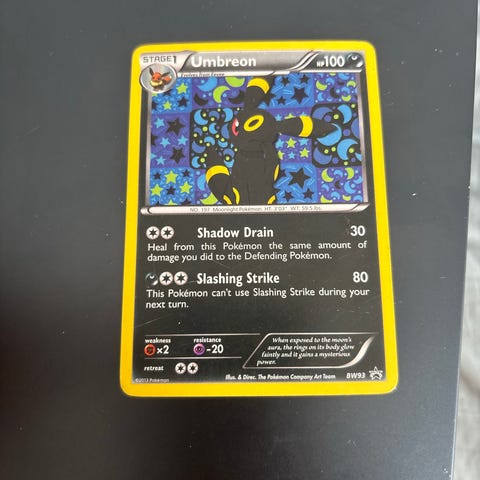 STAGE1 Umbreon HP100
Evolves from Eevee
NO. 197 Moonlight Pokémon HT: 3'03" WT: 59.5 lbs.
Shadow Drain 30
Heal from this Pokémon the same amount of
damage you did to the Defending Pokémon.
Slashing Strike 80
This Pokémon can't use Slashing Strike during your
next turn.
weakness resistance
×2 -20
retreat
When exposed to the moon's
aura, the rings on its body glow
faintly and it gains a mysterious
power.
Illus. & Direc. The Pokémon Company Art Team BW93
©2013 Pokémon